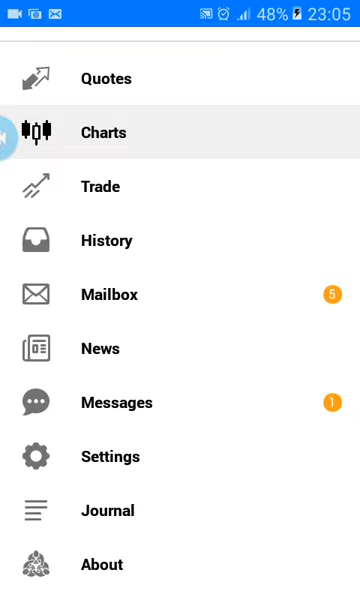 48% 23:05
Quotes
Charts
Trade
History
Mailbox 5
News
Messages 1
Settings
Journal
About